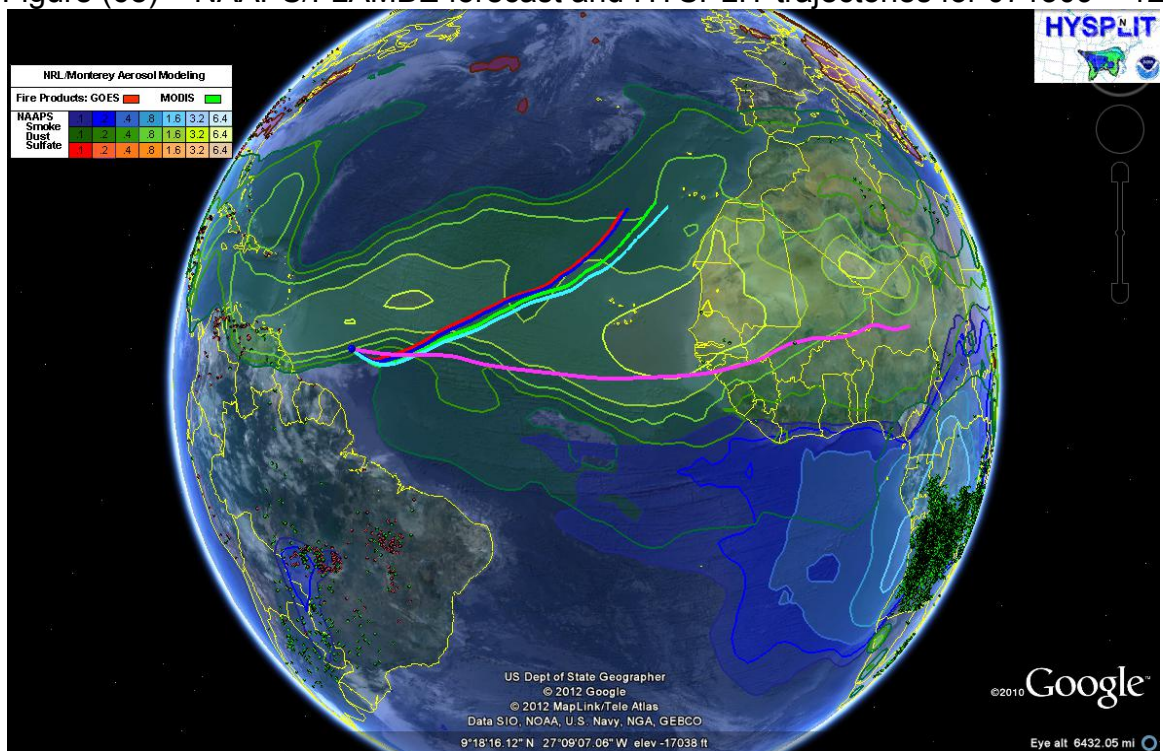 HYSPLIT
N
NRL/Monterey Aerosol Modeling
Fire Products: GOES MODIS
NAAPS
Smoke .1 .2 .4 .8 1.6 3.2 6.4
Dust .1 .2 .4 .8 1.6 3.2 6.4
Sulfate .1 .2 .4 .8 1.6 3.2 6.4
US Dept of State Geographer
© 2012 Google
© 2012 MapLink/Tele Atlas
Data SIO, NOAA, U.S. Navy, NGA, GEBCO
©2010 Google
9°18'16.12" N 27°09'07.06" W elev -17038 ft
Eye alt 6432.05 mi